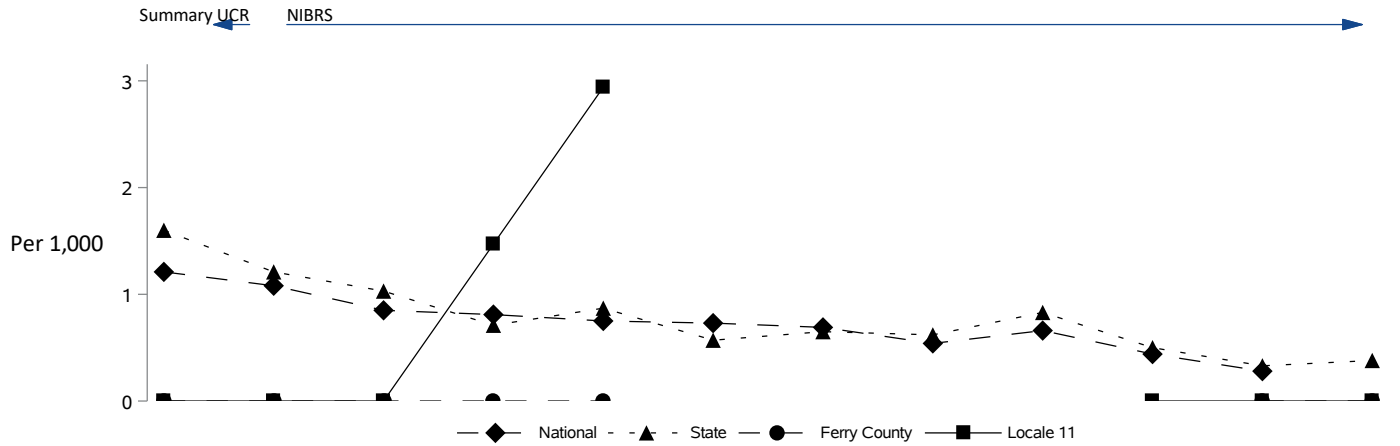 Summary UCR NIBRS
3
2
Per 1,000
1
0
National State Ferry County Locale 11